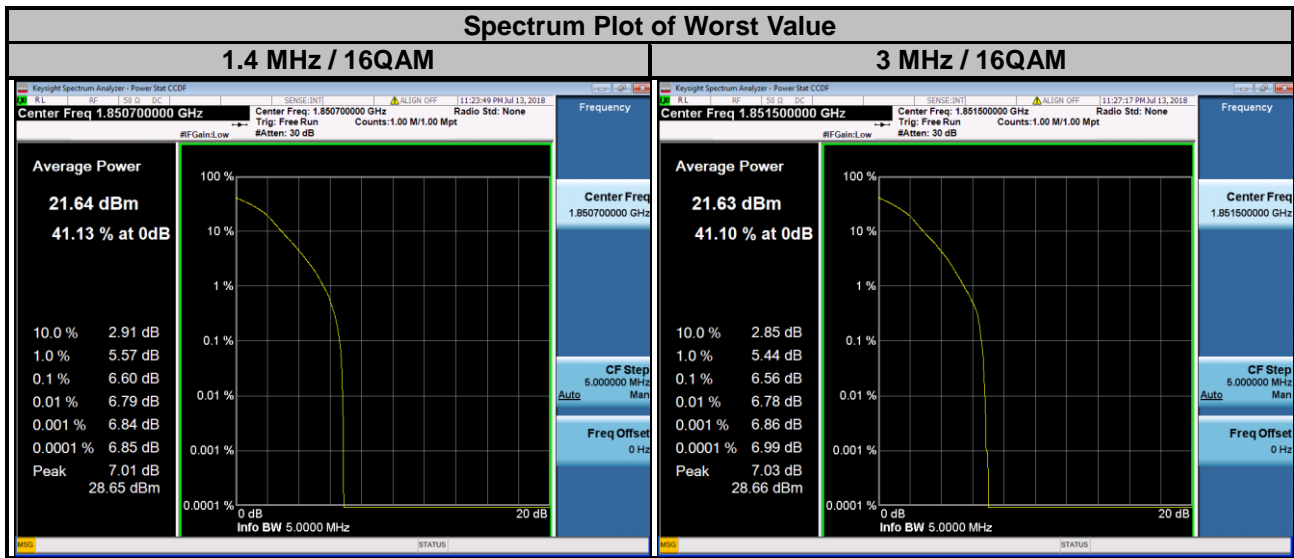 Spectrum Plot of Worst Value
1.4 MHz / 16QAM
3 MHz / 16QAM
Keysight Spectrum Analyzer - Power Stat CCDF
RL RF 50 Ω DC SENSE:INT ALIGN OFF 11:23:49 PM Jul 13, 2018
Center Freq 1.850700000 GHz
Center Freq: 1.850700000 GHz Radio Std: None
Trig: Free Run Counts:1.00 M/1.00 Mpt
#IFGain:Low #Atten: 30 dB
Frequency
Average Power
21.64 dBm
41.13 % at 0dB
10.0 % 2.91 dB
1.0 % 5.57 dB
0.1 % 6.60 dB
0.01 % 6.79 dB
0.001 % 6.84 dB
0.0001 % 6.85 dB
Peak 7.01 dB
28.65 dBm
100 %
10 %
1 %
0.1 %
0.01 %
0.001 %
0.0001 %
0 dB 20 dB
Info BW 5.0000 MHz
Center Freq
1.850700000 GHz
CF Step
5.000000 MHz
Auto Man
Freq Offset
0 Hz
MSG STATUS
Keysight Spectrum Analyzer - Power Stat CCDF
RL RF 50 Ω DC SENSE:INT ALIGN OFF 11:27:17 PM Jul 13, 2018
Center Freq 1.851500000 GHz
Center Freq: 1.851500000 GHz Radio Std: None
Trig: Free Run Counts:1.00 M/1.00 Mpt
#IFGain:Low #Atten: 30 dB
Frequency
Average Power
21.63 dBm
41.10 % at 0dB
10.0 % 2.85 dB
1.0 % 5.44 dB
0.1 % 6.56 dB
0.01 % 6.78 dB
0.001 % 6.86 dB
0.0001 % 6.99 dB
Peak 7.03 dB
28.66 dBm
100 %
10 %
1 %
0.1 %
0.01 %
0.001 %
0.0001 %
0 dB 20 dB
Info BW 5.0000 MHz
Center Freq
1.851500000 GHz
CF Step
5.000000 MHz
Auto Man
Freq Offset
0 Hz
MSG STATUS